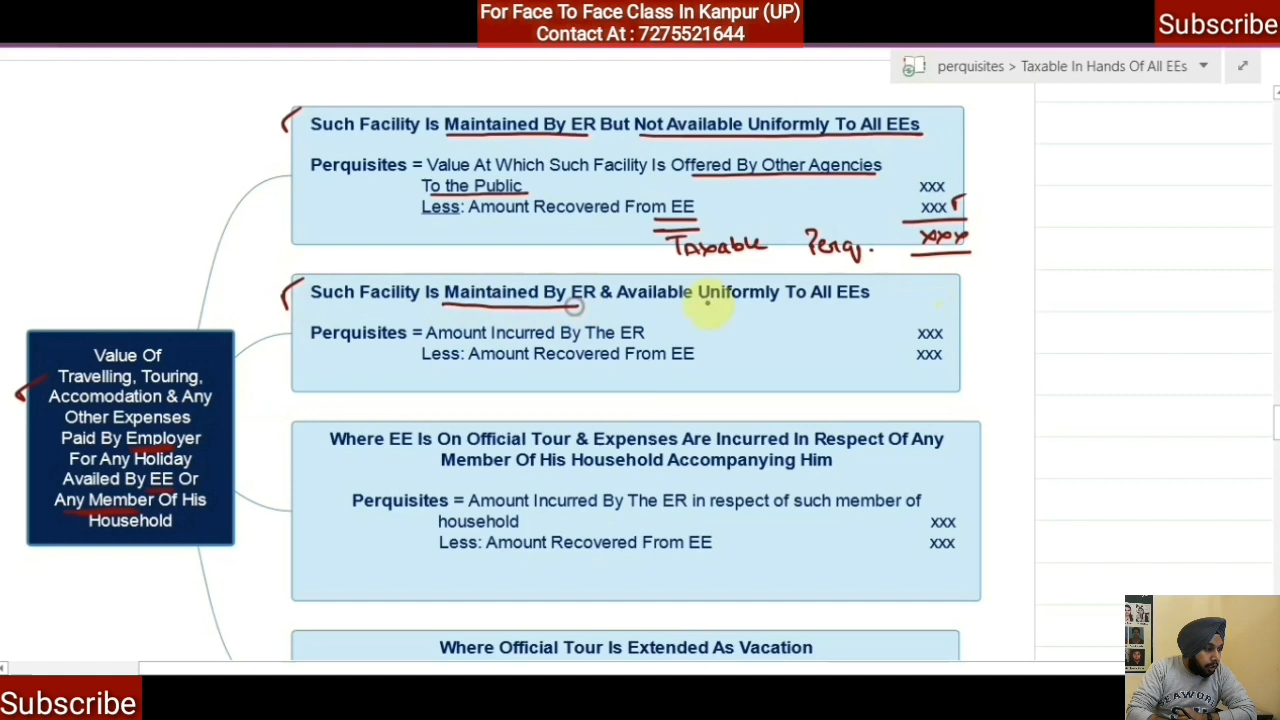 For Face To Face Class In Kanpur (UP)
Contact At : 7275521644
Subscribe
perquisites > Taxable In Hands Of All EEs
Such Facility Is Maintained By ER But Not Available Uniformly To All EEs
Perquisites = Value At Which Such Facility Is Offered By Other Agencies
To the Public xxx
Less: Amount Recovered From EE xxx
Taxable Perq. xxx
Such Facility Is Maintained By ER & Available Uniformly To All EEs
Perquisites = Amount Incurred By The ER xxx
Less: Amount Recovered From EE xxx
Value Of
Travelling, Touring,
Accomodation & Any
Other Expenses
Paid By Employer
For Any Holiday
Availed By EE Or
Any Member Of His
Household
Where EE Is On Official Tour & Expenses Are Incurred In Respect Of Any
Member Of His Household Accompanying Him
Perquisites = Amount Incurred By The ER in respect of such member of
household xxx
Less: Amount Recovered From EE xxx
Where Official Tour Is Extended As Vacation
Subscribe